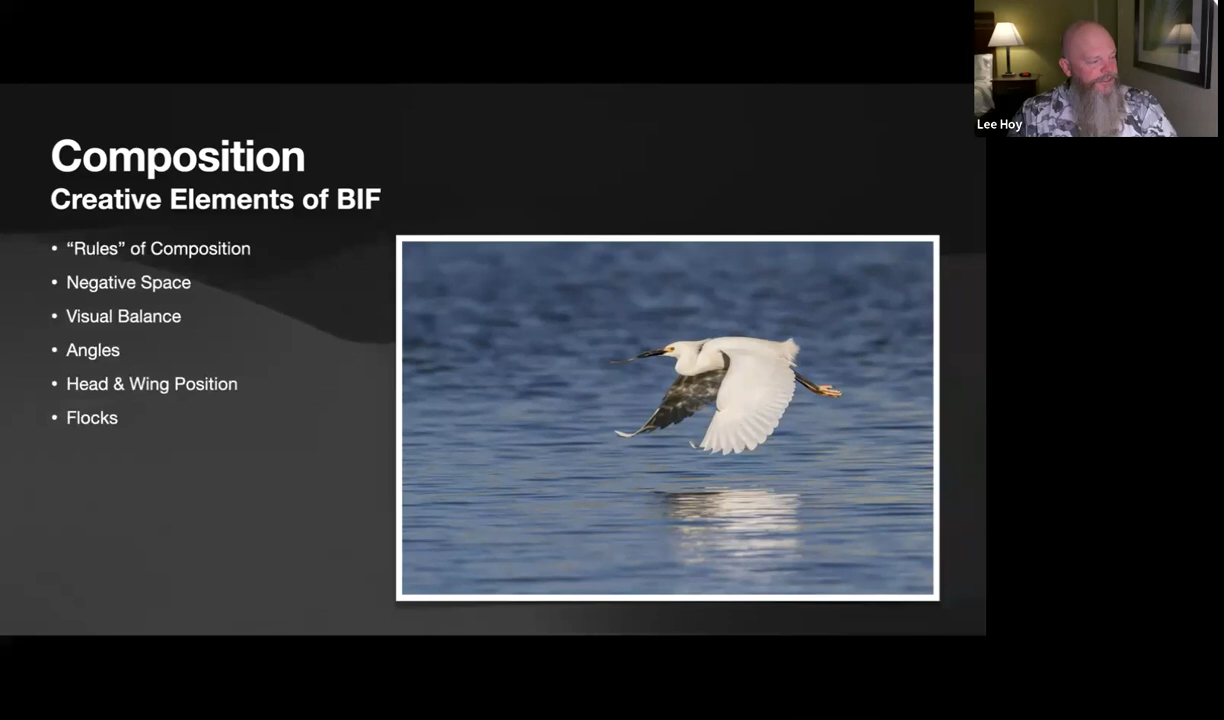 Composition
Creative Elements of BIF
• “Rules” of Composition
• Negative Space
• Visual Balance
• Angles
• Head & Wing Position
• Flocks
Lee Hoy